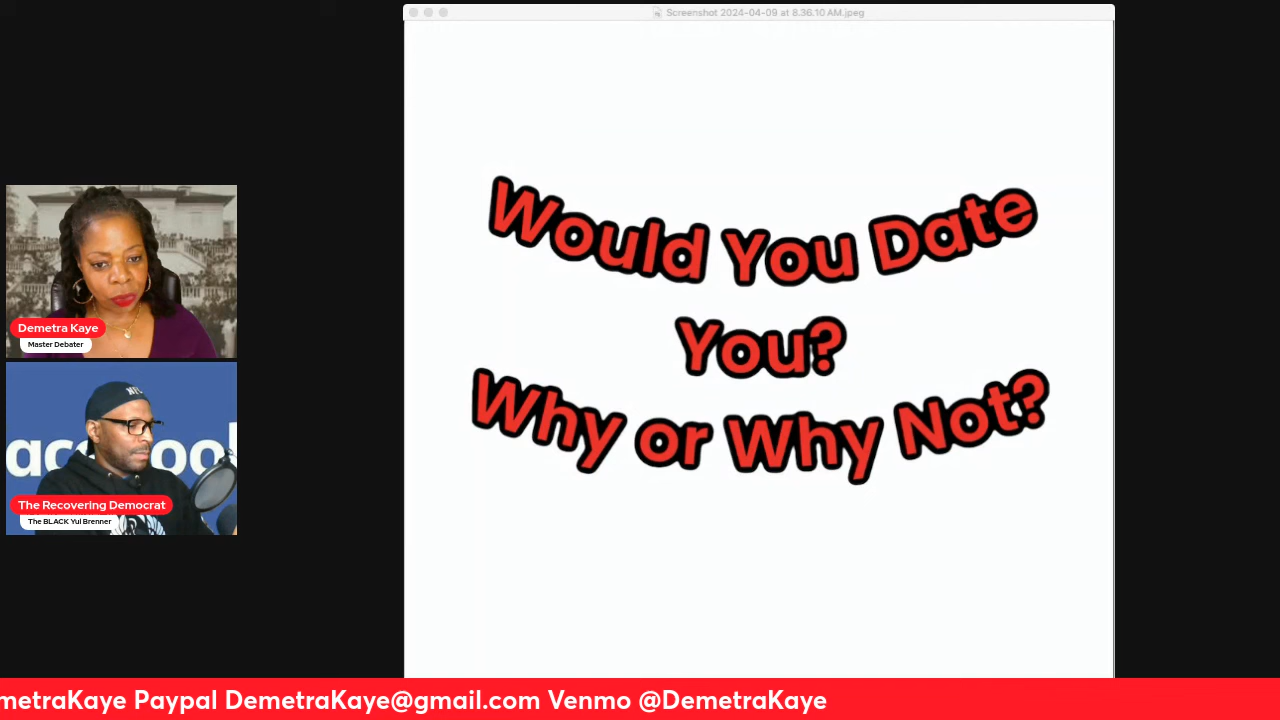 Screenshot 2024-04-09 at 8.36.10 AM.jpeg
Would You Date
You?
Why or Why Not?
Demetra Kaye
Master Debater
The Recovering Democrat
The BLACK Yul Brenner
metraKaye Paypal DemetraKaye@gmail.com Venmo @DemetraKaye